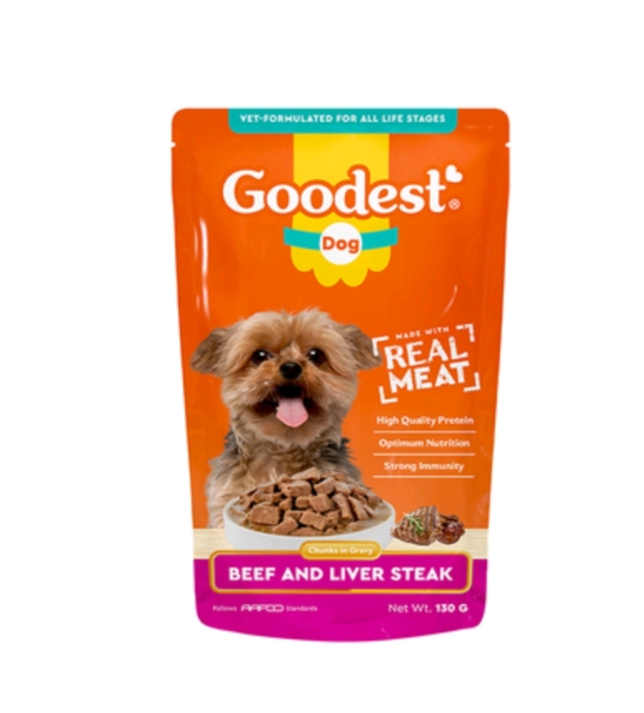 VET-FORMULATED FOR ALL LIFE STAGES
Goodest®
Dog
MADE WITH
REAL
MEAT
High Quality Protein
Optimum Nutrition
Strong Immunity
Chunks in Gravy
BEEF AND LIVER STEAK
Follows AAFCO Standards
Net Wt. 130 G